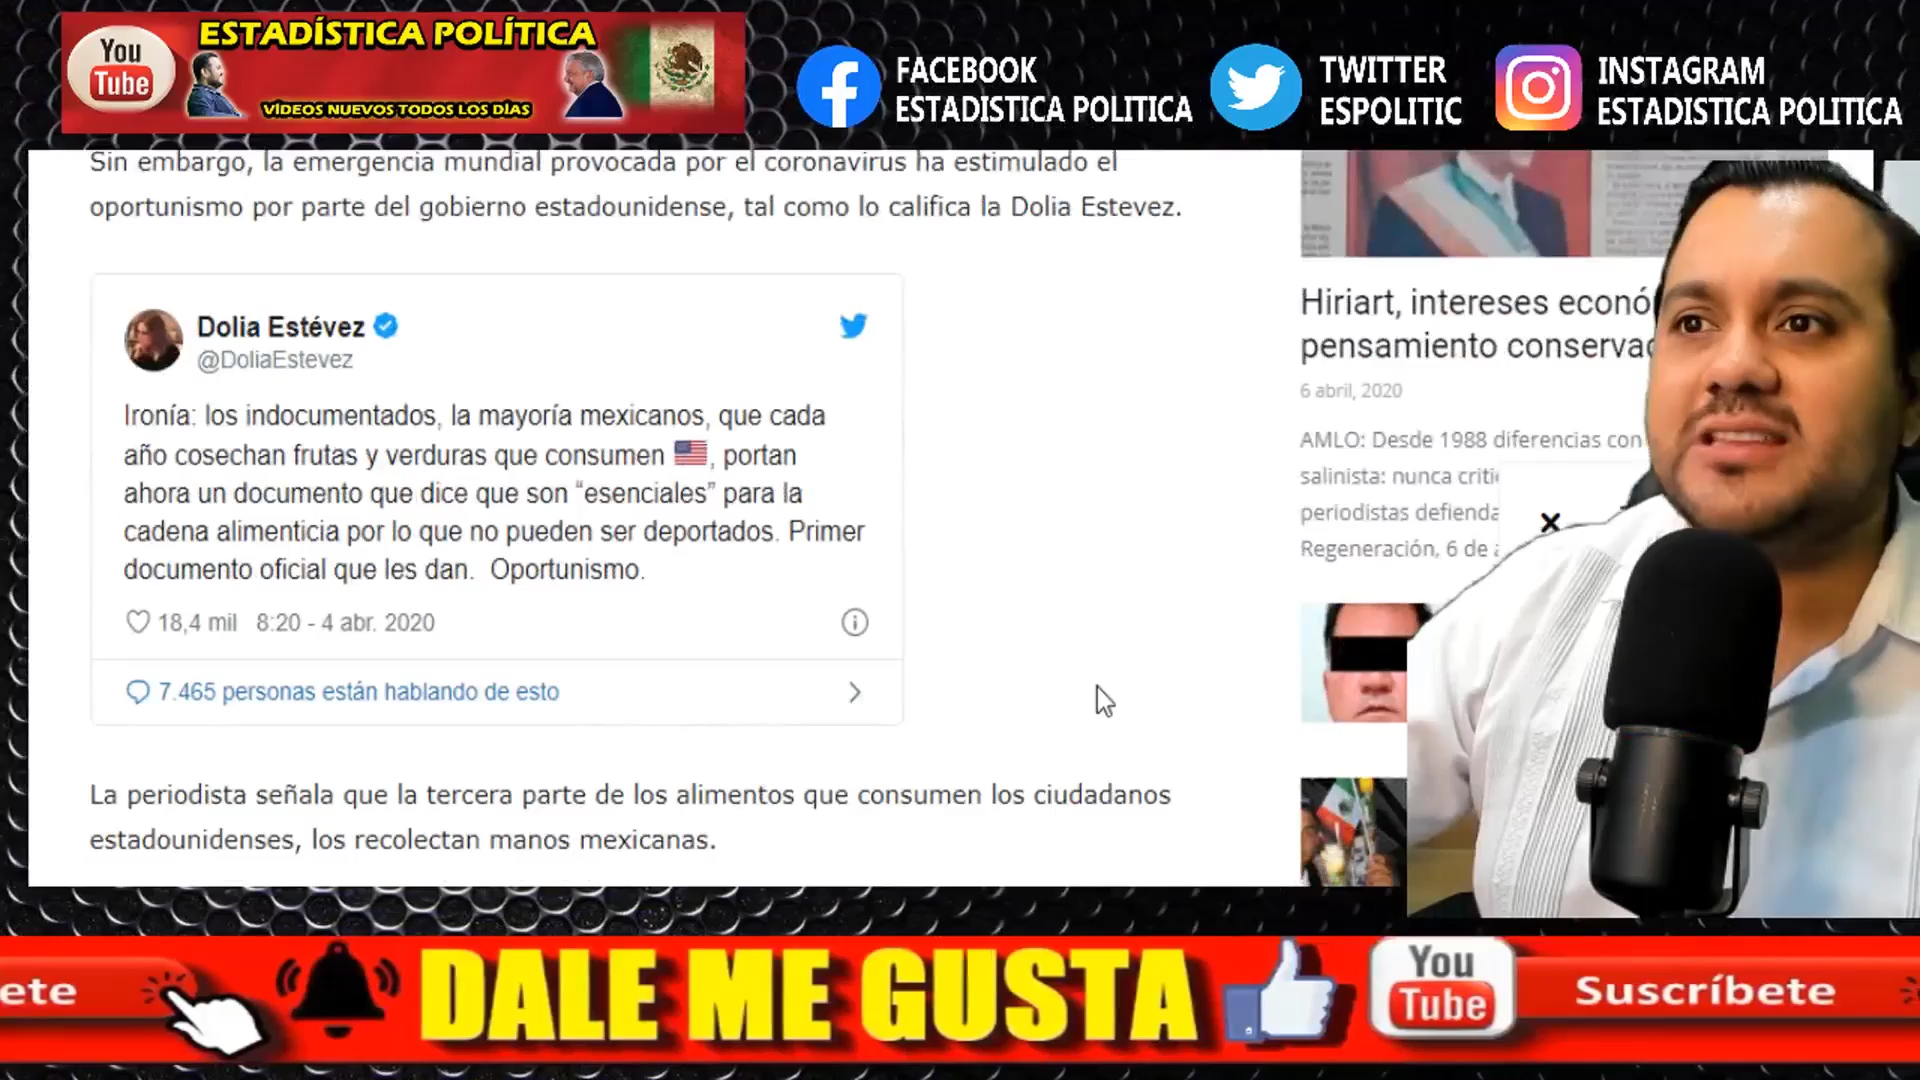 You
Tube
ESTADÍSTICA POLÍTICA
VÍDEOS NUEVOS TODOS LOS DÍAS
FACEBOOK
ESTADISTICA POLITICA
TWITTER
ESPOLITIC
INSTAGRAM
ESTADISTICA POLITICA
Sin embargo, la emergencia mundial provocada por el coronavirus ha estimulado el
oportunismo por parte del gobierno estadounidense, tal como lo califica la Dolia Estevez.
Dolia Estévez
@DoliaEstevez
Ironía: los indocumentados, la mayoría mexicanos, que cada
año cosechan frutas y verduras que consumen 🇺🇸, portan
ahora un documento que dice que son “esenciales” para la
cadena alimenticia por lo que no pueden ser deportados. Primer
documento oficial que les dan. Oportunismo.
18,4 mil 8:20 - 4 abr. 2020
7.465 personas están hablando de esto
La periodista señala que la tercera parte de los alimentos que consumen los ciudadanos
estadounidenses, los recolectan manos mexicanas.
Hiriart, intereses econó
pensamiento conservac
6 abril, 2020
AMLO: Desde 1988 diferencias con
salinista: nunca criti
periodistas defienda
Regeneración, 6 de a
ete
DALE ME GUSTA
You
Tube
Suscríbete